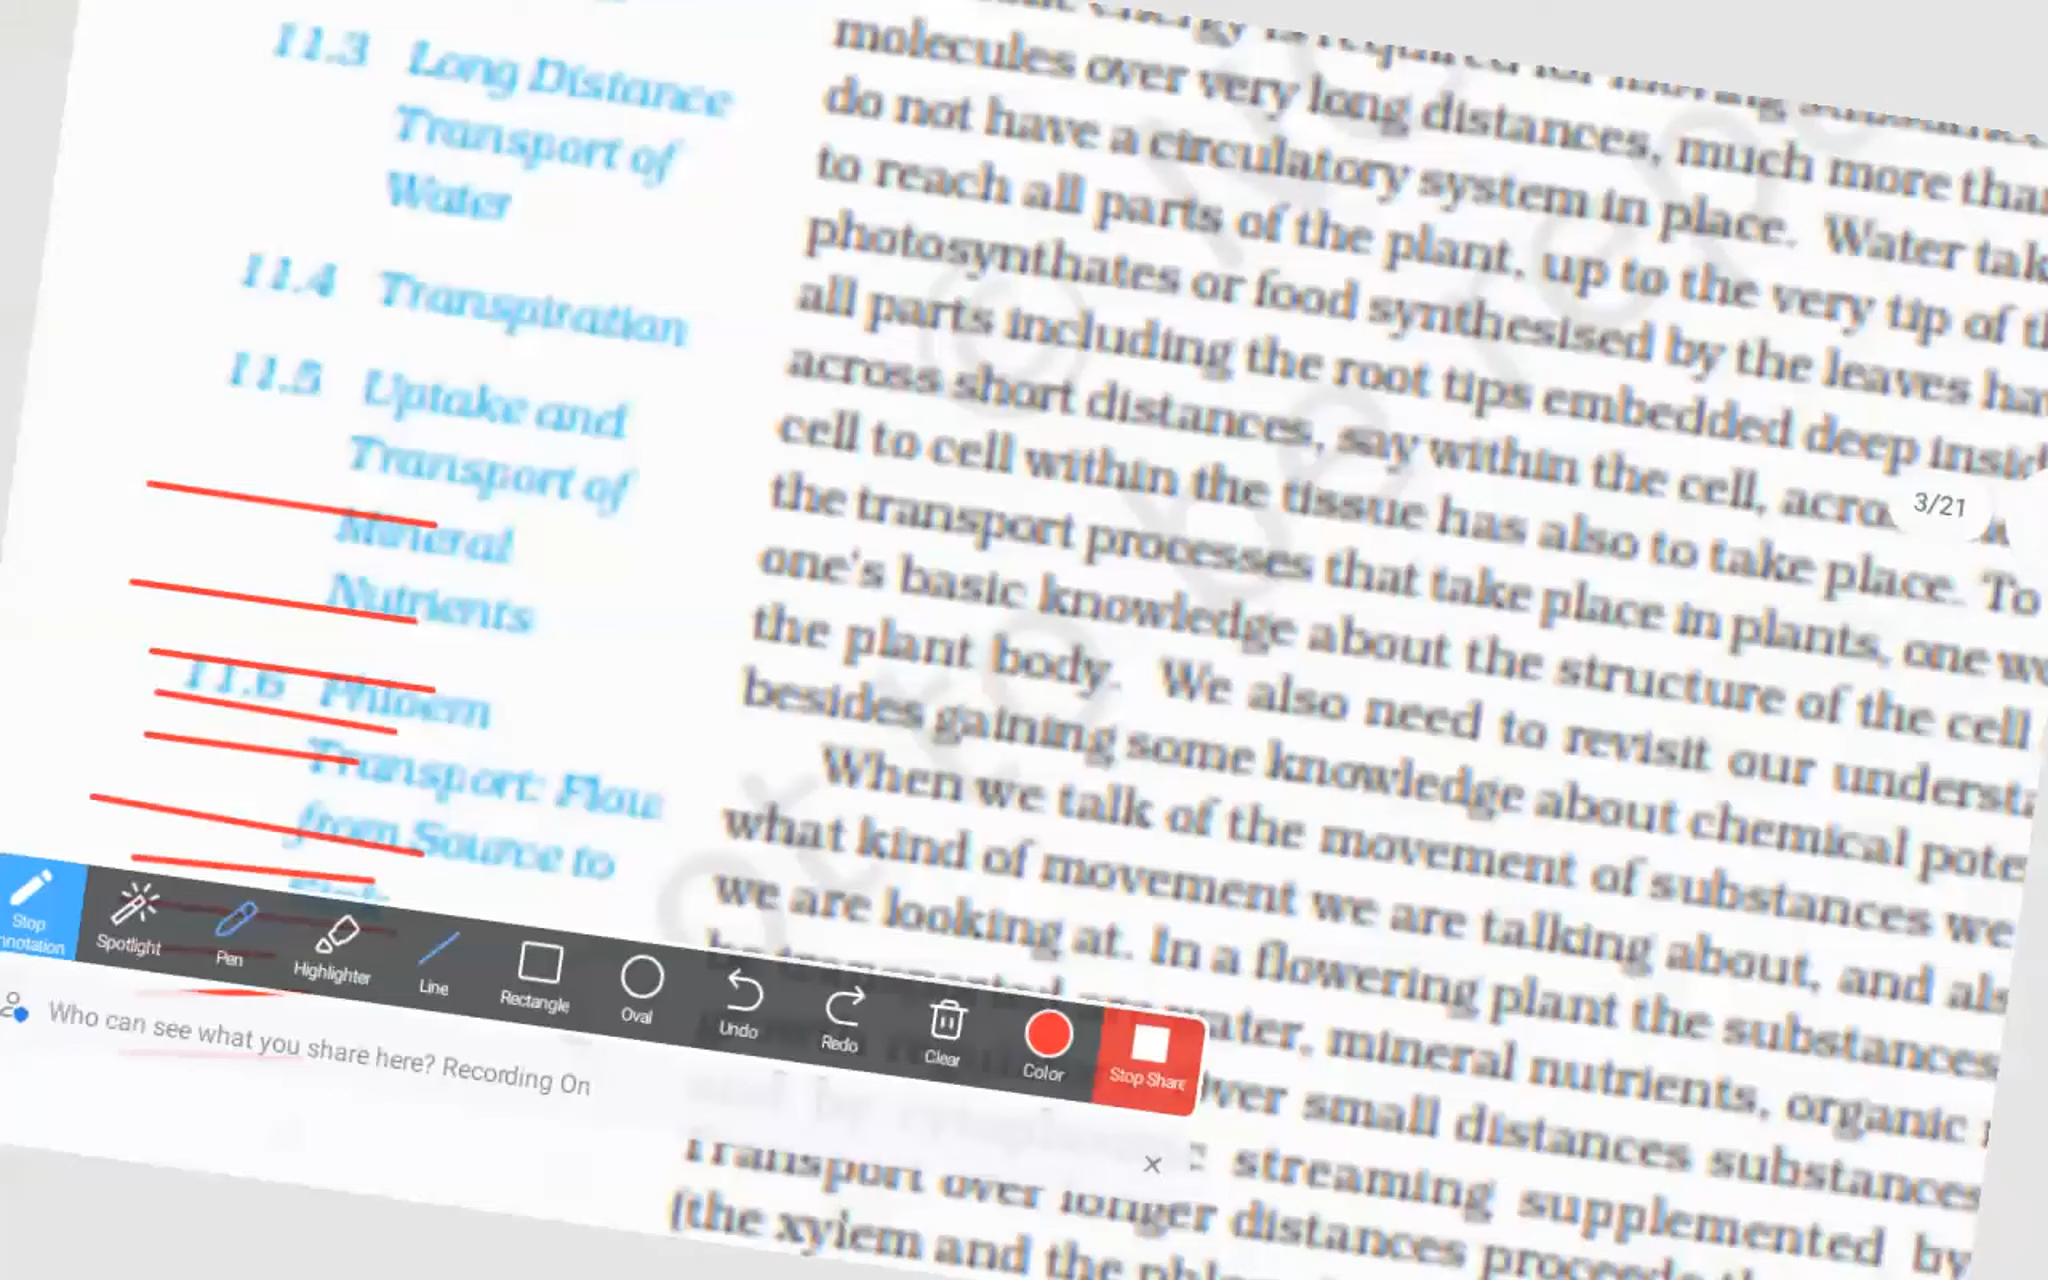 11.3 Long Distance
Transport of
Water
11.4 Transpiration
11.5 Uptake and
Transport of
Mineral
Nutrients
11.6 Phloem
Transport: Flow
from Source to
molecules over very long distances, much more
do not have a circulatory system in place. Water
to reach all parts of the plant, up to the very tip of
photosynthates or food synthesised by the leaves
all parts including the root tips embedded deep
across short distances, say within the cell,
cell to cell within the tissue has also to take place. To
the transport processes that take place in plants, one
one's basic knowledge about the structure of the cell
the plant body. We also need to revisit our
besides gaining some knowledge about chemical
When we talk of the movement of substances we
what kind of movement we are talking about, and
we are looking at. In a flowering plant the substances
water, mineral nutrients, organic
over small distances substances
streaming supplemented by
Transport over longer distances
(the xylem and the
3/21
Stop
Spotlight
Pen
Highlighter
Line
Rectangle
Oval
Undo
Redo
Clear
Color
Stop Share
Who can see what you share here? Recording On